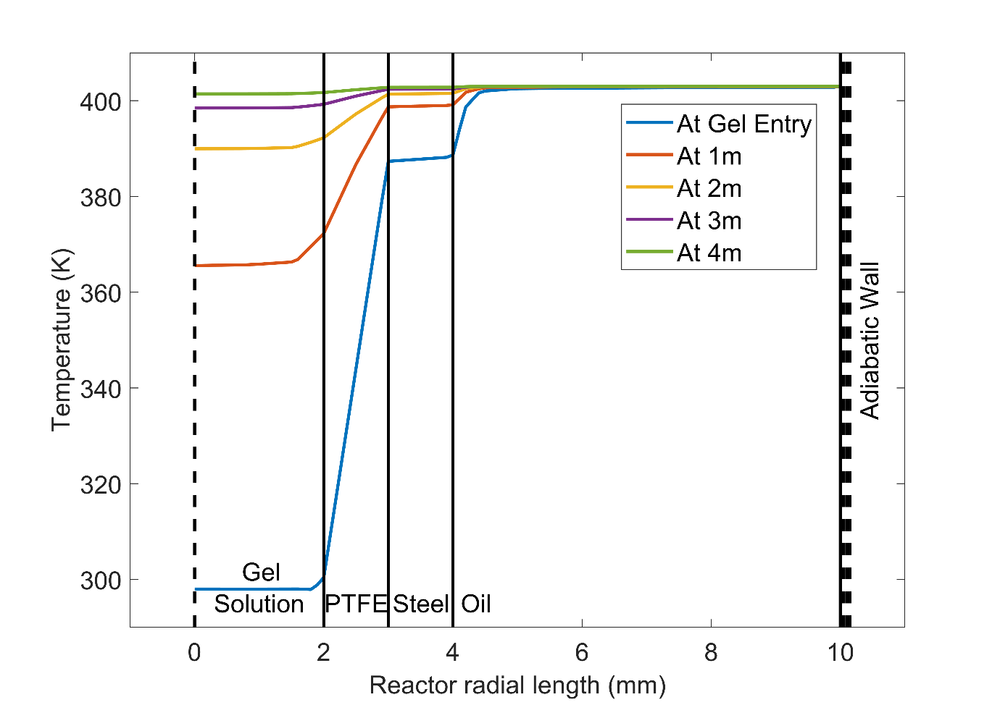 400
380
360
340
320
300
Temperature (K)
At Gel Entry
At 1m
At 2m
At 3m
At 4m
Adiabatic Wall
Gel
Solution
PTFE
Steel
Oil
0
2
4
6
8
10
Reactor radial length (mm)